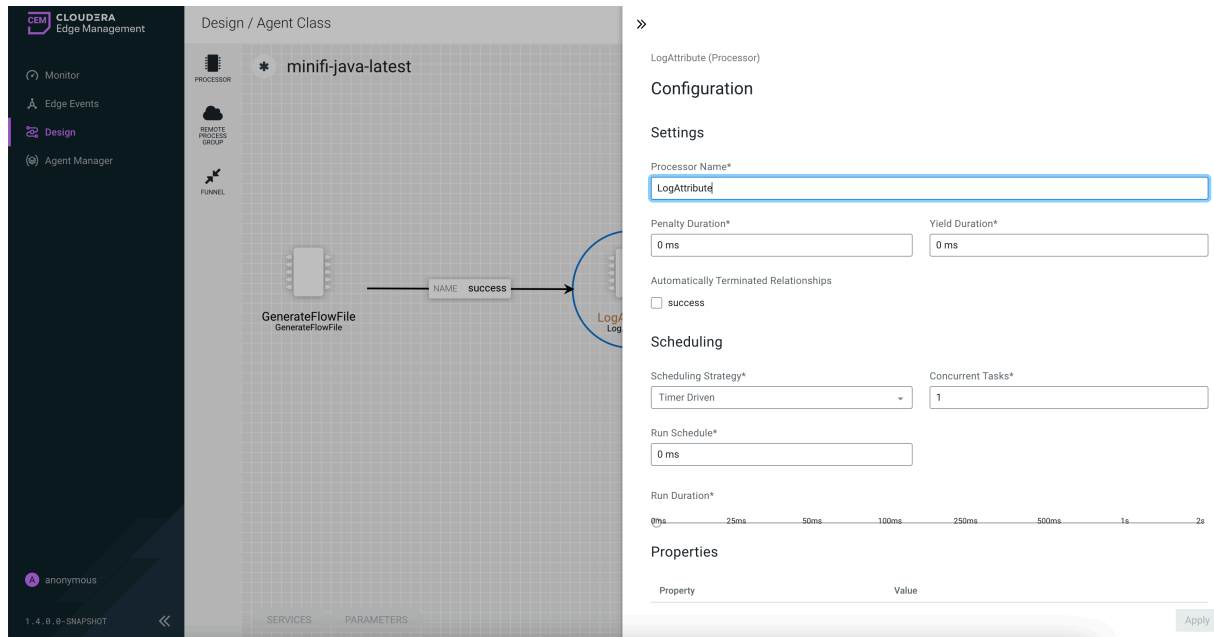 CEM CLOUDERA
Edge Management
Monitor
Edge Events
Design
Agent Manager
A anonymous
1.4.0.0-SNAPSHOT
Design / Agent Class
PROCESSOR
REMOTE
PROCESS
GROUP
FUNNEL
minifi-java-latest
NAME success
GenerateFlowFile
GenerateFlowFile
LogA
Log
SERVICES PARAMETERS
LogAttribute (Processor)
Configuration
Settings
Processor Name*
LogAttribute
Penalty Duration* Yield Duration*
0 ms 0 ms
Automatically Terminated Relationships
success
Scheduling
Scheduling Strategy* Concurrent Tasks*
Timer Driven 1
Run Schedule*
0 ms
Run Duration*
0ms 25ms 50ms 100ms 250ms 500ms 1s 2s
Properties
Property Value
Apply